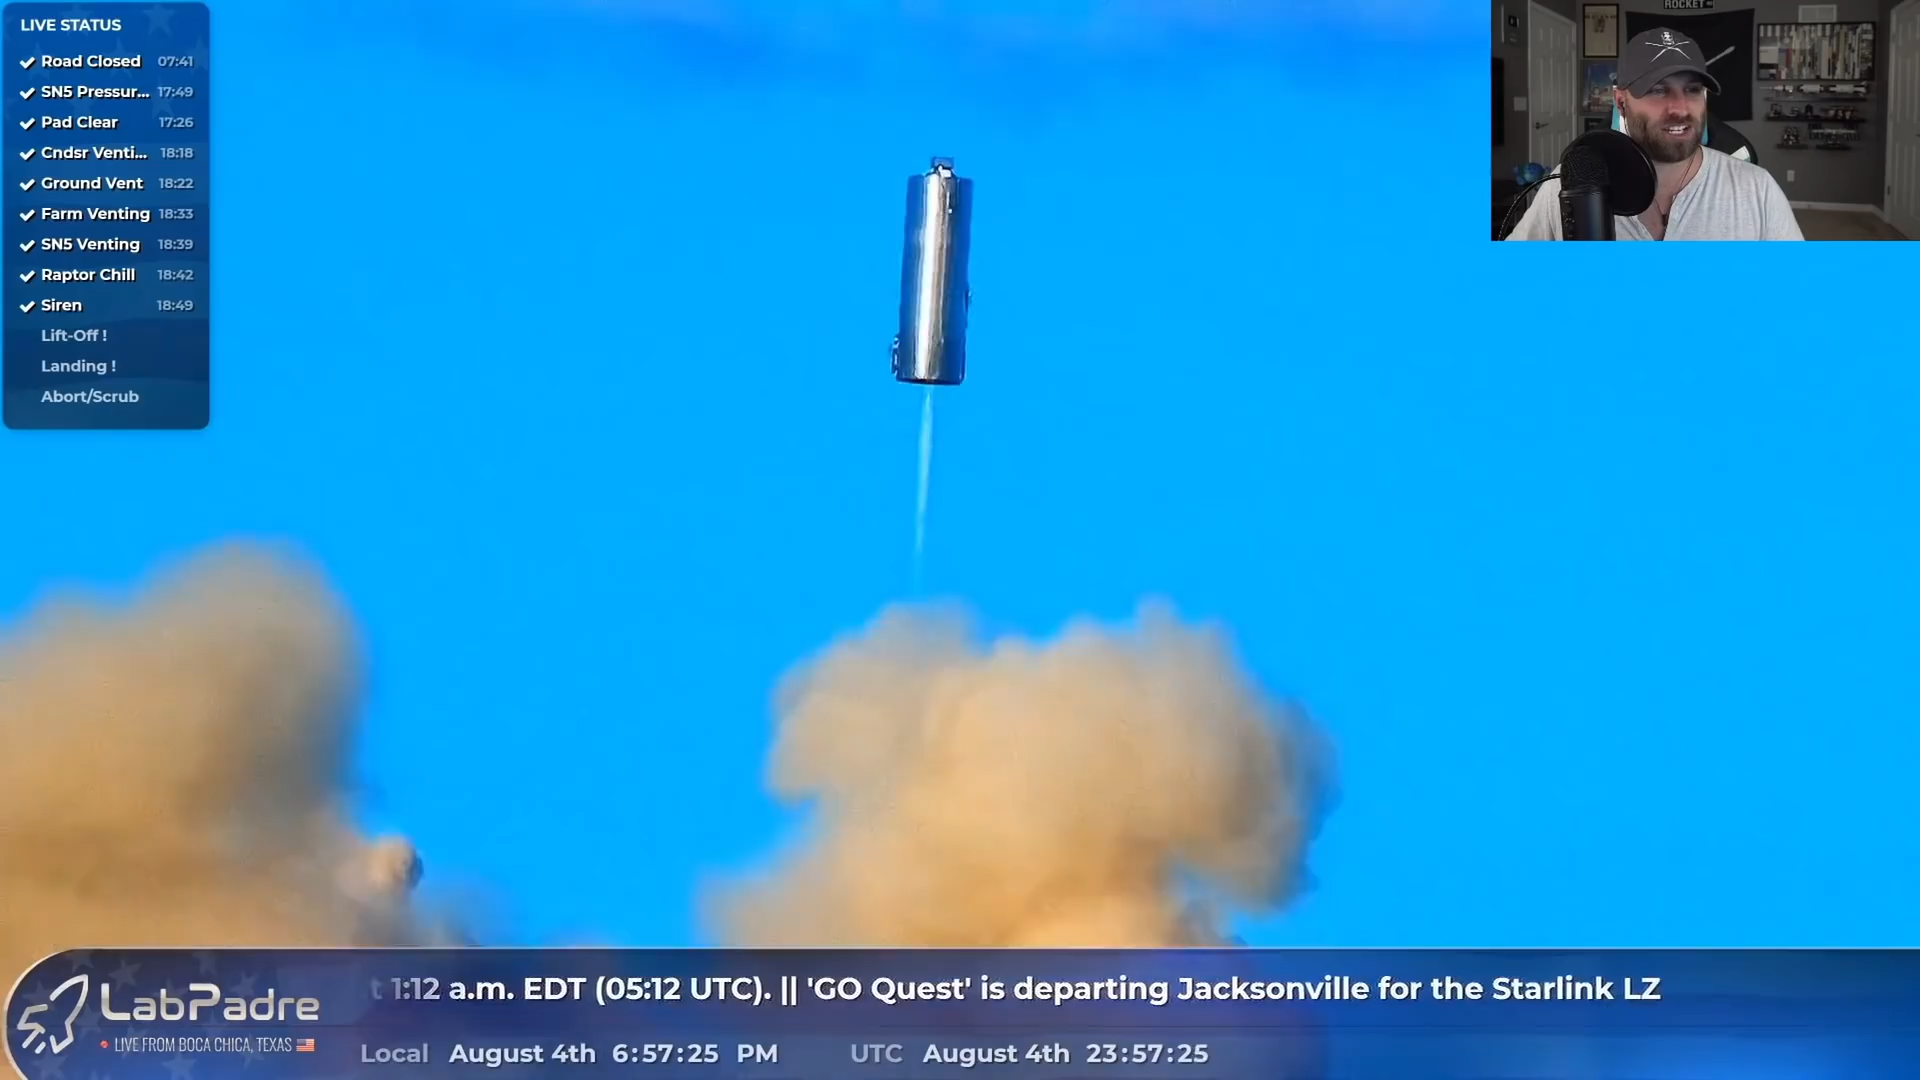 LIVE STATUS
Road Closed 07:41
SN5 Pressur... 17:49
Pad Clear 17:26
Cndsr Venti... 18:18
Ground Vent 18:22
Farm Venting 18:33
SN5 Venting 18:39
Raptor Chill 18:42
Siren 18:49
Lift-Off !
Landing !
Abort/Scrub
ROCKET
t 1:12 a.m. EDT (05:12 UTC). || 'GO Quest' is departing Jacksonville for the Starlink LZ
LabPadre
LIVE FROM BOCA CHICA, TEXAS
Local August 4th 6:57:25 PM UTC August 4th 23:57:25